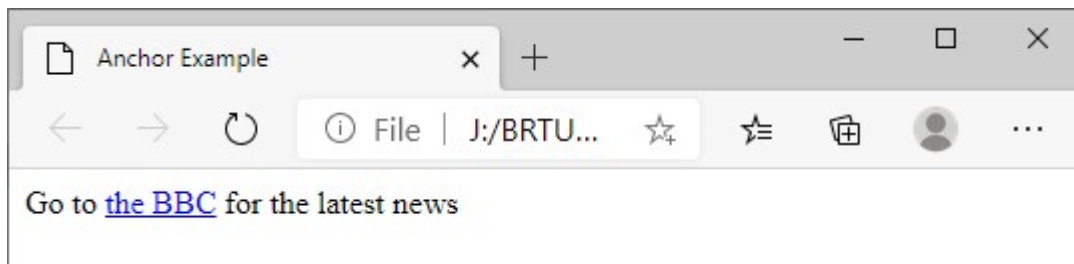 Anchor Example
File | J:/BRTU...
Go to the BBC for the latest news